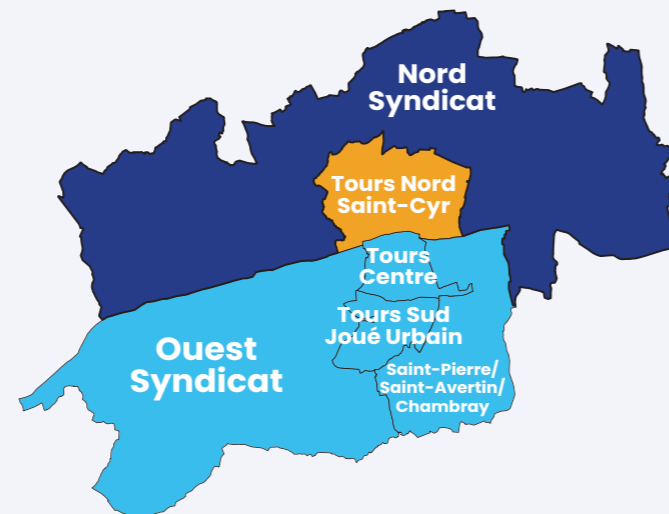 Nord
Syndicat
Tours Nord
Saint-Cyr
Tours
Centre
Tours Sud
Joué Urbain
Ouest
Syndicat
Saint-Pierre/
Saint-Avertin/
Chambray